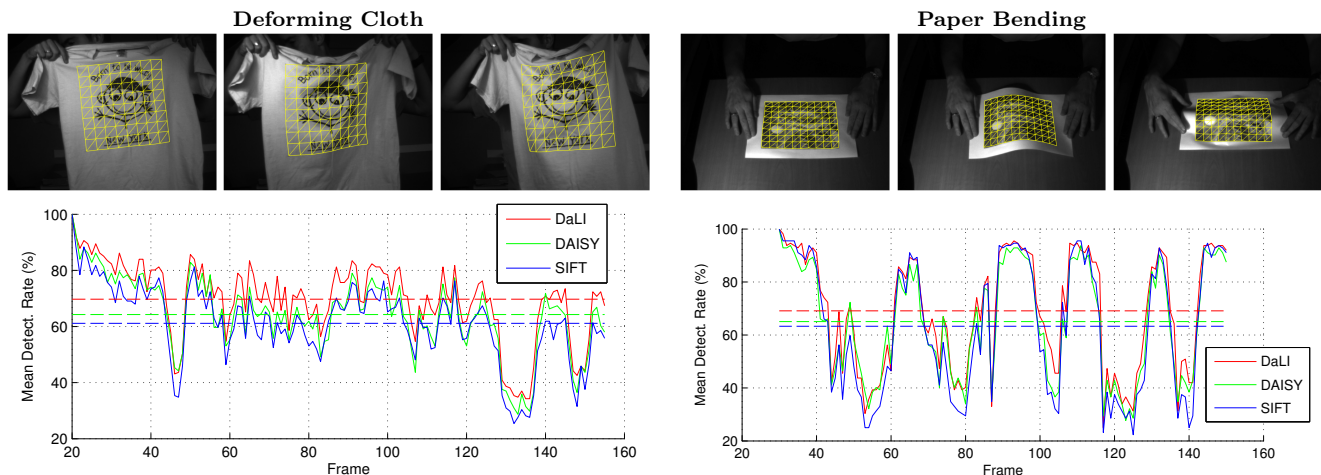 Deforming Cloth
Paper Bending
Mean Detect. Rate (%)
100
80
60
40
20
20 40 60 80 100 120 140 160
Frame
DaLI
DAISY
SIFT
Mean Detect. Rate (%)
100
80
60
40
20
20 40 60 80 100 120 140 160
Frame
DaLI
DAISY
SIFT